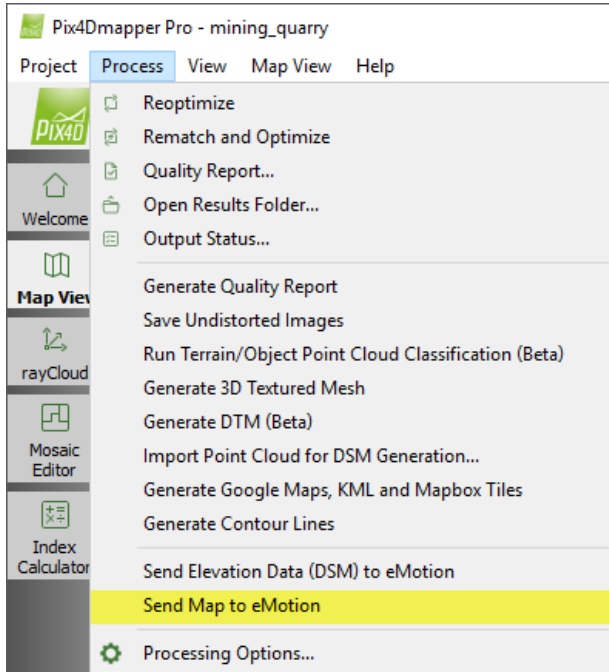 Pix4Dmapper Pro - mining_quarry
Project Process View Map View Help
PIX4D
Welcome
Map View
rayCloud
Mosaic
Editor
Index
Calculator
Reoptimize
Rematch and Optimize
Quality Report...
Open Results Folder...
Output Status...
Generate Quality Report
Save Undistorted Images
Run Terrain/Object Point Cloud Classification (Beta)
Generate 3D Textured Mesh
Generate DTM (Beta)
Import Point Cloud for DSM Generation...
Generate Google Maps, KML and Mapbox Tiles
Generate Contour Lines
Send Elevation Data (DSM) to eMotion
Send Map to eMotion
Processing Options...